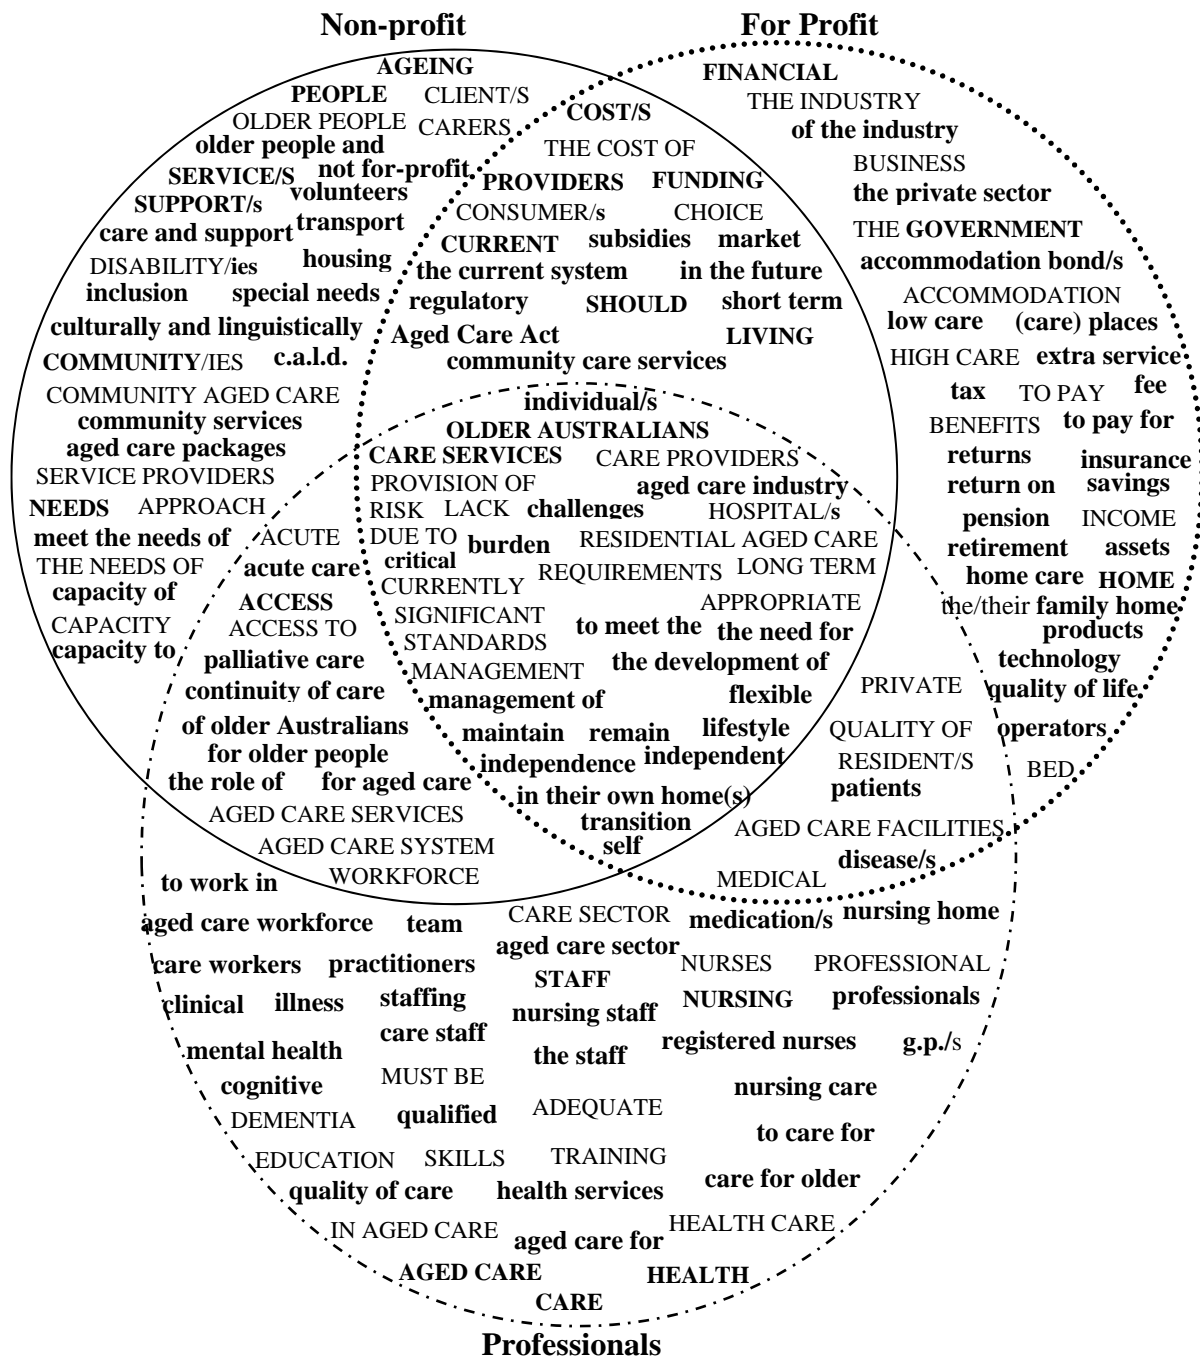 Non-profit
For Profit
AGEING
PEOPLE
CLIENT/S
OLDER PEOPLE
CARERS
older people and
SERVICE/S
not for-profit
volunteers
SUPPORT/s
transport
care and support
DISABILITY/ies
housing
inclusion
special needs
culturally and linguistically
COMMUNITY/IES
c.a.l.d.
COMMUNITY AGED CARE
community services
aged care packages
SERVICE PROVIDERS
NEEDS
APPROACH
meet the needs of
THE NEEDS OF
capacity of
CAPACITY
capacity to
COST/S
THE COST OF
PROVIDERS
FUNDING
CONSUMER/s
CHOICE
CURRENT
subsidies
market
the current system
in the future
regulatory
SHOULD
short term
Aged Care Act
LIVING
community care services
FINANCIAL
THE INDUSTRY
of the industry
BUSINESS
the private sector
THE GOVERNMENT
accommodation bond/s
ACCOMMODATION
low care
(care) places
HIGH CARE
extra service
tax
TO PAY
fee
BENEFITS
to pay for
returns
insurance
return on
savings
pension
INCOME
retirement
assets
home care
HOME
the/their family home
products
technology
quality of life
operators
BED
individual/s
OLDER AUSTRALIANS
CARE SERVICES
CARE PROVIDERS
PROVISION OF
aged care industry
RISK
LACK
challenges
HOSPITAL/s
DUE TO
burden
RESIDENTIAL AGED CARE
critical
CURRENTLY
REQUIREMENTS
LONG TERM
SIGNIFICANT
APPROPRIATE
STANDARDS
to meet the
the need for
MANAGEMENT
the development of
management of
flexible
maintain
remain
lifestyle
independence
independent
in their own home(s)
transition
self
ACUTE
acute care
ACCESS
ACCESS TO
palliative care
continuity of care
of older Australians
for older people
the role of
for aged care
AGED CARE SERVICES
AGED CARE SYSTEM
WORKFORCE
PRIVATE
QUALITY OF
RESIDENT/S
patients
AGED CARE FACILITIES
disease/s
MEDICAL
to work in
aged care workforce
team
CARE SECTOR
medication/s
nursing home
aged care sector
care workers
practitioners
STAFF
NURSES
PROFESSIONAL
clinical
illness
staffing
nursing staff
NURSING
professionals
care staff
mental health
the staff
registered nurses
g.p./s
cognitive
MUST BE
nursing care
DEMENTIA
qualified
ADEQUATE
to care for
EDUCATION
SKILLS
TRAINING
care for older
quality of care
health services
IN AGED CARE
aged care for
HEALTH CARE
AGED CARE
HEALTH
CARE
Professionals